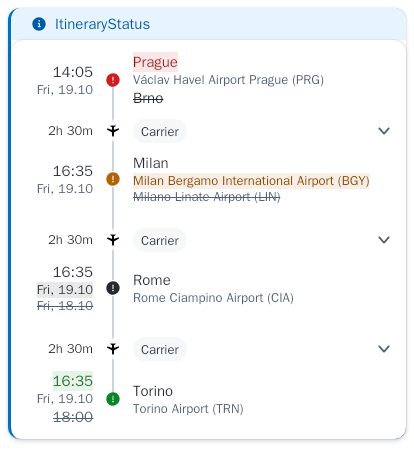 ItineraryStatus
14:05
Fri, 19.10
Prague
Václav Havel Airport Prague (PRG)
Brno
2h 30m
Carrier
16:35
Fri, 19.10
Milan
Milan Bergamo International Airport (BGY)
Milano Linate Airport (LIN)
2h 30m
Carrier
16:35
Fri, 19.10
Fri, 18.10
Rome
Rome Ciampino Airport (CIA)
2h 30m
Carrier
16:35
Fri, 19.10
18:00
Torino
Torino Airport (TRN)